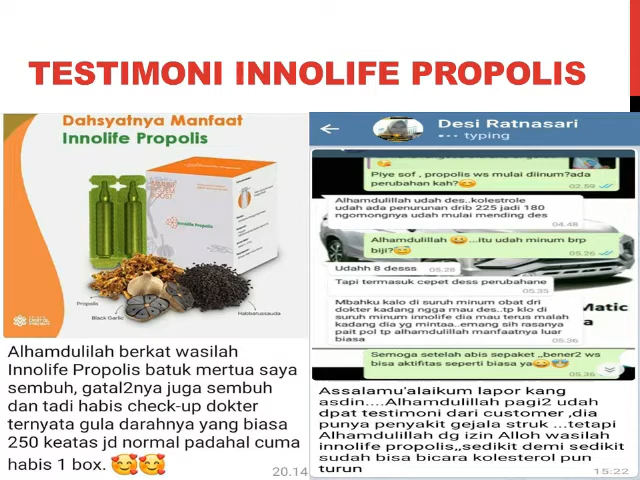 TESTIMONI INNOLIFE PROPOLIS
Dahsyatnya Manfaat
Innolife Propolis
IMMUNE
SYSTEM
BOOST
Innolife Propolis
Propolis
Black Garlic
Habbatussauda
Alhamdulilah berkat wasilah
Innolife Propolis batuk mertua saya
sembuh, gatal2nya juga sembuh
dan tadi habis check-up dokter
ternyata gula darahnya yang biasa
250 keatas jd normal padahal cuma
habis 1 box. 🥰🥰
20.14
Desi Ratnasari
typing
Piye sof , propolis ws mulai diinum?ada
perubahan kah?😊
02.59
Alhamdulillah udah des..kolestrole
udah ada penurunan drib 225 jadi 180
ngomongnya udah mulai mending des
04.48
Alhamdulillah 😀...itu udah minum brp
biji?😇
05.26
Udahh 8 desss
05.28
Tapi termasuk cepet dess perubahane
05.35
Mbahku kalo di suruh minum obat dri
dokter kadang ngga mau des..tp klo di
suruh minum innolife dia mau terus malah
kadang dia yg mintaa..emang sih rasanya
pait pol tp alhamdulillah manfaatnya luar
biasa
05.36
Matic
Semoga setelah abis sepaket ,,bener2 ws
bisa aktifitas seperti biasa ya😄😇
05.36
Assalamu'alaikum lapor kang
asdin....Alhamdulillah pagi2 udah
dpat testimoni dari customer ,dia
punya penyakit gejala struk ...tetapi
Alhamdulillah dg izin Alloh wasilah
innolife propolis,,sedikit demi sedikit
sudah bisa bicara kolesterol pun
turun
15:22